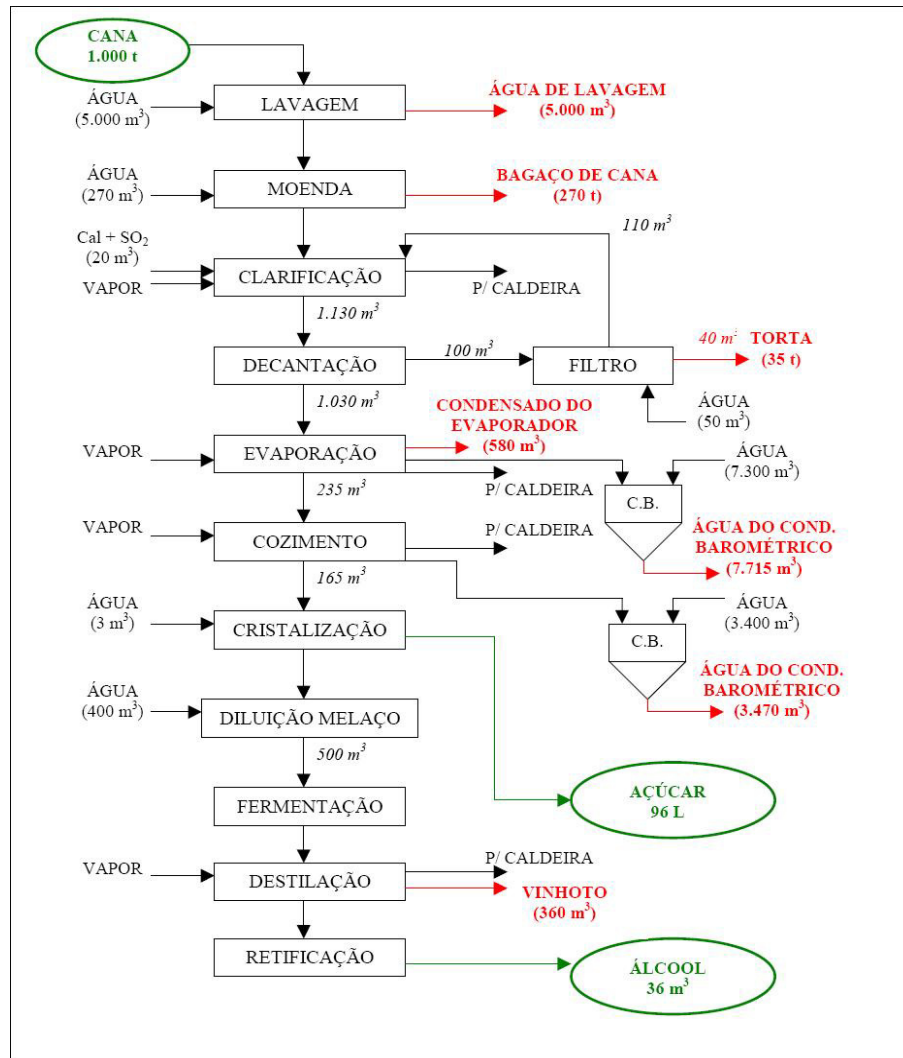 CANA
1.000 t
ÁGUA
(5.000 m³)
LAVAGEM
ÁGUA DE LAVAGEM
(5.000 m³)
ÁGUA
(270 m³)
MOENDA
BAGAÇO DE CANA
(270 t)
110 m³
Cal + SO₂
(20 m³)
VAPOR
CLARIFICAÇÃO
P/ CALDEIRA
1.130 m³
DECANTAÇÃO
100 m³
FILTRO
40 m³ TORTA
(35 t)
ÁGUA
(50 m³)
1.030 m³
CONDENSADO DO
EVAPORADOR
(580 m³)
VAPOR
EVAPORAÇÃO
P/ CALDEIRA
ÁGUA
(7.300 m³)
C.B.
ÁGUA DO COND.
BAROMÉTRICO
(7.715 m³)
235 m³
VAPOR
COZIMENTO
P/ CALDEIRA
165 m³
ÁGUA
(3 m³)
CRISTALIZAÇÃO
ÁGUA
(3.400 m³)
C.B.
ÁGUA DO COND.
BAROMÉTRICO
(3.470 m³)
ÁGUA
(400 m³)
DILUIÇÃO MELAÇO
500 m³
FERMENTAÇÃO
AÇÚCAR
96 L
VAPOR
DESTILAÇÃO
P/ CALDEIRA
VINHOTO
(360 m³)
RETIFICAÇÃO
ÁLCOOL
36 m³